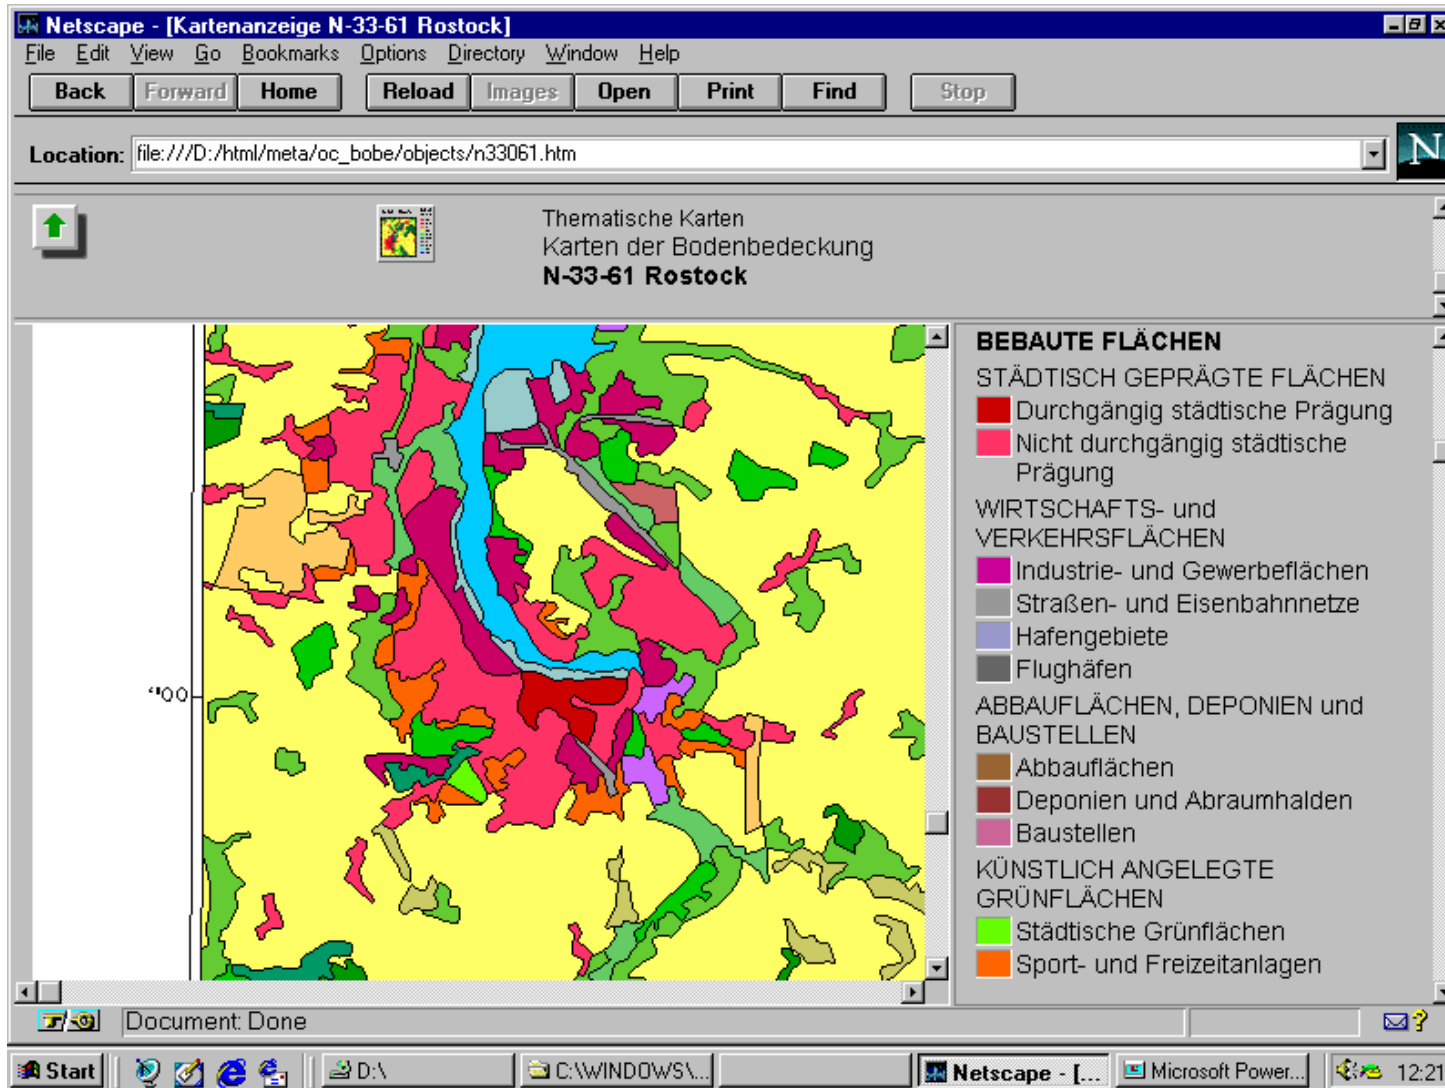 Netscape - [Kartenanzeige N-33-61 Rostock]
File Edit View Go Bookmarks Options Directory Window Help
Back Forward Home Reload Images Open Print Find Stop
Location: file:///D:/html/meta/oc_bobe/objects/n33061.htm
N
Thematische Karten
Karten der Bodenbedeckung
N-33-61 Rostock
BEBAUTE FLÄCHEN
STÄDTISCH GEPRÄGTE FLÄCHEN
Durchgängig städtische Prägung
Nicht durchgängig städtische
Prägung
WIRTSCHAFTS- und
VERKEHRSFLÄCHEN
Industrie- und Gewerbeflächen
Straßen- und Eisenbahnnetze
Hafengebiete
Flughäfen
ABBAUFLÄCHEN, DEPONIEN und
BAUSTELLEN
Abbauflächen
Deponien und Abraumhalden
Baustellen
KÜNSTLICH ANGELEGTE
GRÜNFLÄCHEN
Städtische Grünflächen
Sport- und Freizeitanlagen
00
Document: Done
Start D:\ C:\WINDOWS\... Netscape - [... Microsoft Power... 12:21